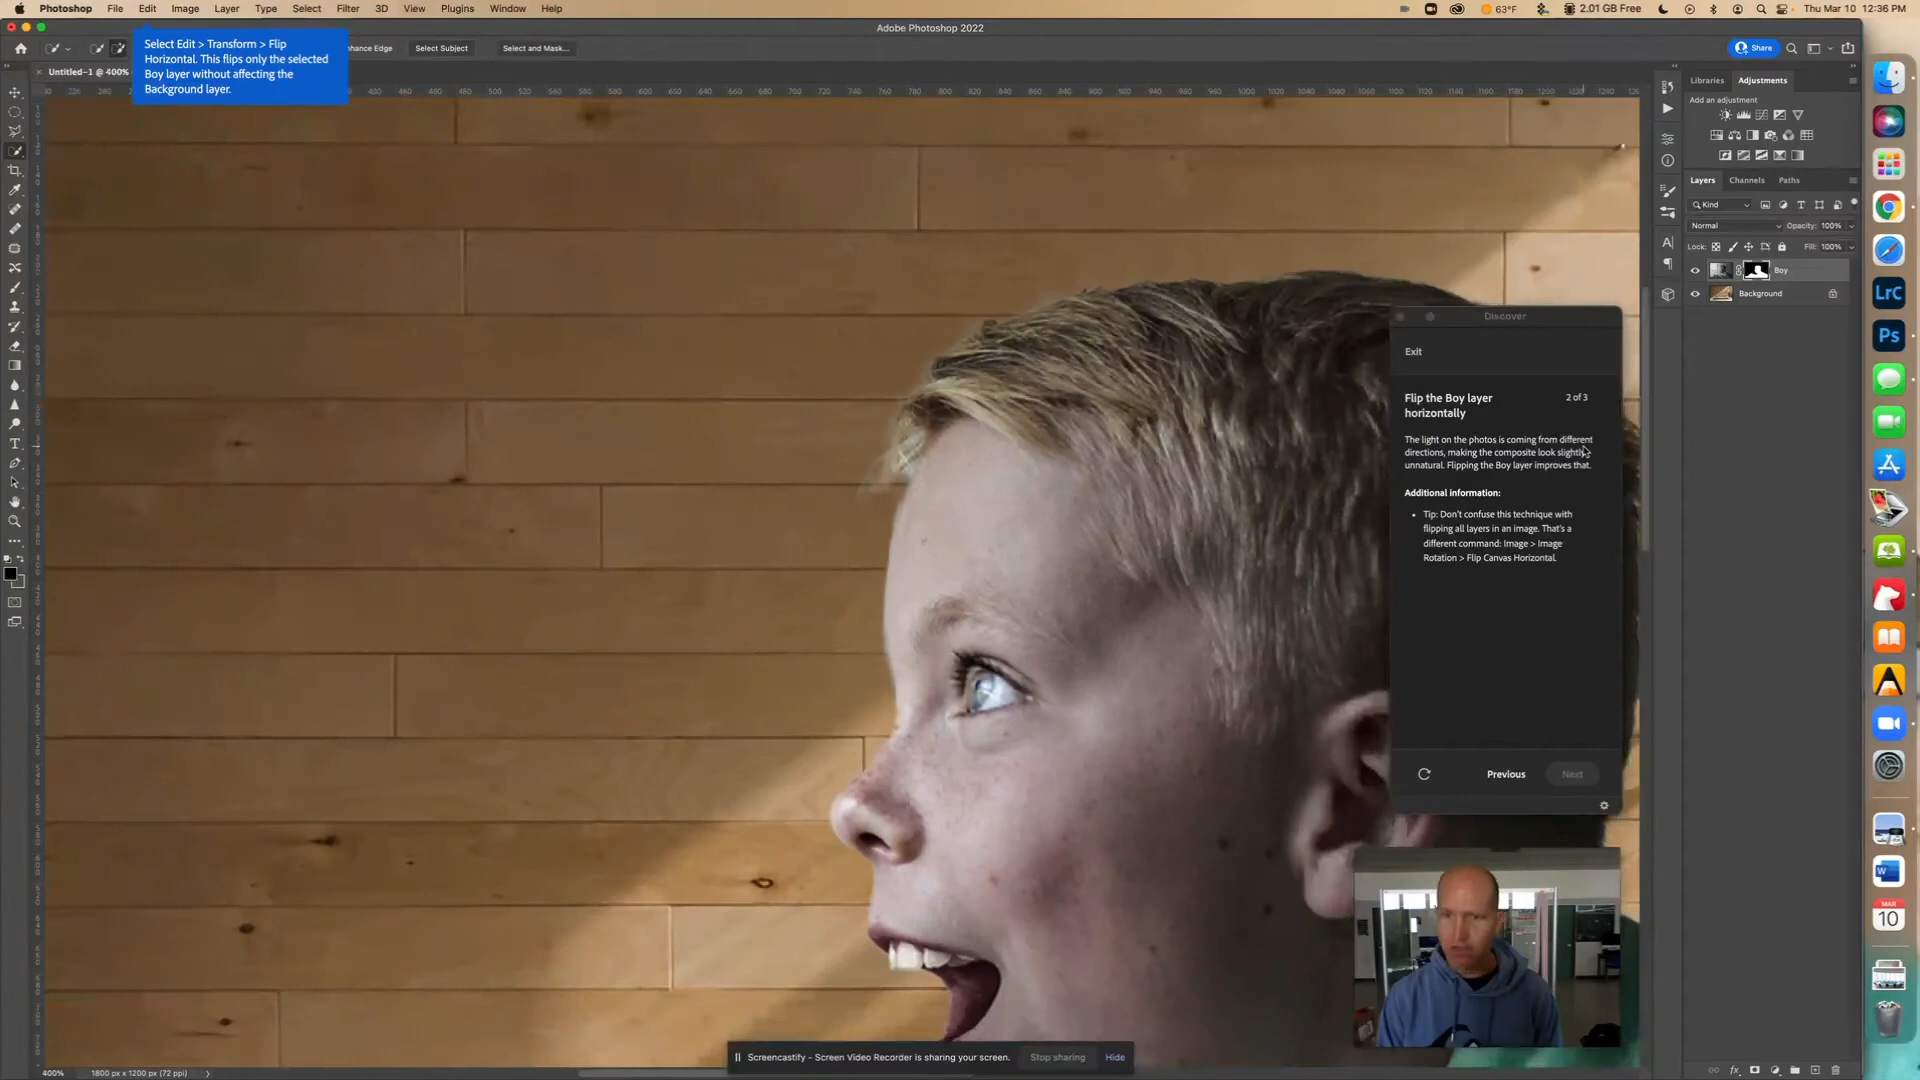 Photoshop File Edit Image Layer Type Select Filter 3D View Plugins Window Help
63°F 2.01 GB Free Thu Mar 10 12:36 PM
Adobe Photoshop 2022
Select Edit > Transform > Flip
Horizontal. This flips only the selected
Boy layer without affecting the
Background layer.
hance Edge Select Subject Select and Mask... Share
Untitled-1 @ 400%
Libraries Adjustments
Add an adjustment
Layers Channels Paths
Kind
Normal Opacity: 100%
Lock: Fill: 100%
Boy
Background
Discover
Exit
Flip the Boy layer
horizontally
2 of 3
The light on the photos is coming from different
directions, making the composite look slightly
unnatural. Flipping the Boy layer improves that.
Additional information:
• Tip: Don't confuse this technique with
flipping all layers in an image. That's a
different command: Image > Image
Rotation > Flip Canvas Horizontal.
Previous Next
LrC
Ps
W
MAR
10
Screencastify - Screen Video Recorder is sharing your screen. Stop sharing Hide
400% 1800 px x 1200 px (72 ppi)